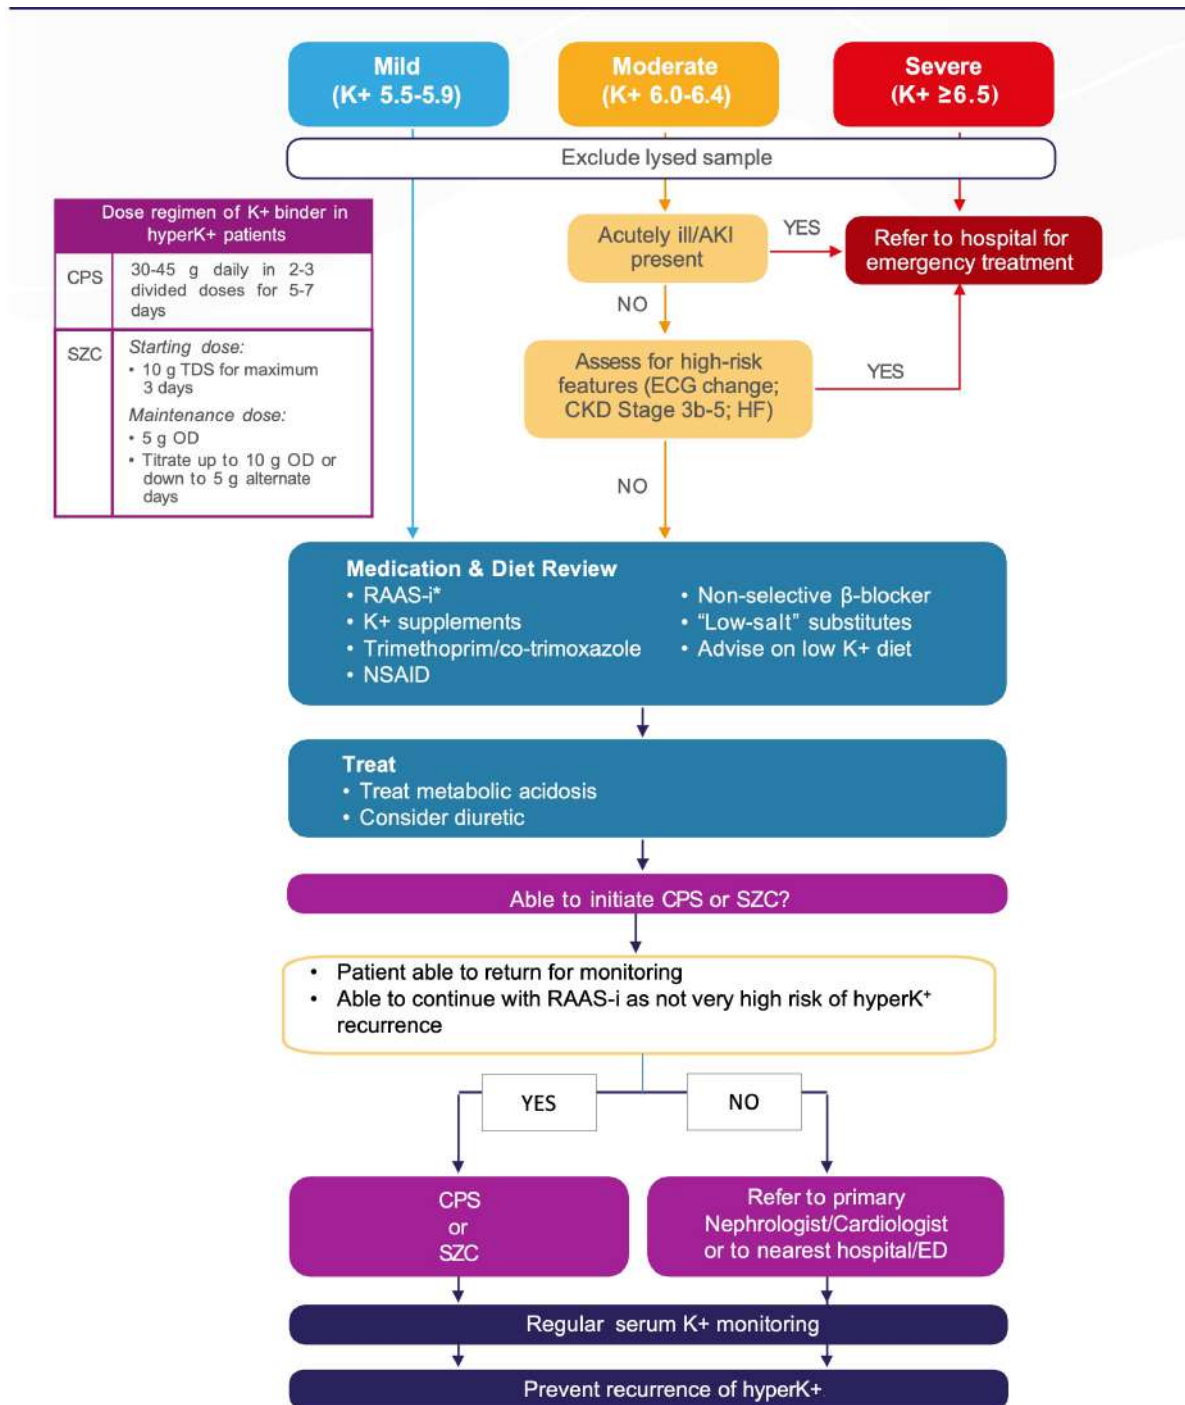 Mild
(K+ 5.5-5.9)
Moderate
(K+ 6.0-6.4)
Severe
(K+ ≥6.5)
Exclude lysed sample
Dose regimen of K+ binder in
hyperK+ patients
CPS
30-45 g daily in 2-3
divided doses for 5-7
days
SZC
Starting dose:
• 10 g TDS for maximum
3 days
Maintenance dose:
• 5 g OD
• Titrate up to 10 g OD or
down to 5 g alternate
days
Acutely ill/AKI
present
YES
Refer to hospital for
emergency treatment
NO
Assess for high-risk
features (ECG change;
CKD Stage 3b-5; HF)
YES
NO
Medication & Diet Review
• RAAS-i*
• K+ supplements
• Trimethoprim/co-trimoxazole
• NSAID
• Non-selective β-blocker
• “Low-salt” substitutes
• Advise on low K+ diet
Treat
• Treat metabolic acidosis
• Consider diuretic
Able to initiate CPS or SZC?
• Patient able to return for monitoring
• Able to continue with RAAS-i as not very high risk of hyperK⁺
recurrence
YES
NO
CPS
or
SZC
Refer to primary
Nephrologist/Cardiologist
or to nearest hospital/ED
Regular serum K+ monitoring
Prevent recurrence of hyperK+